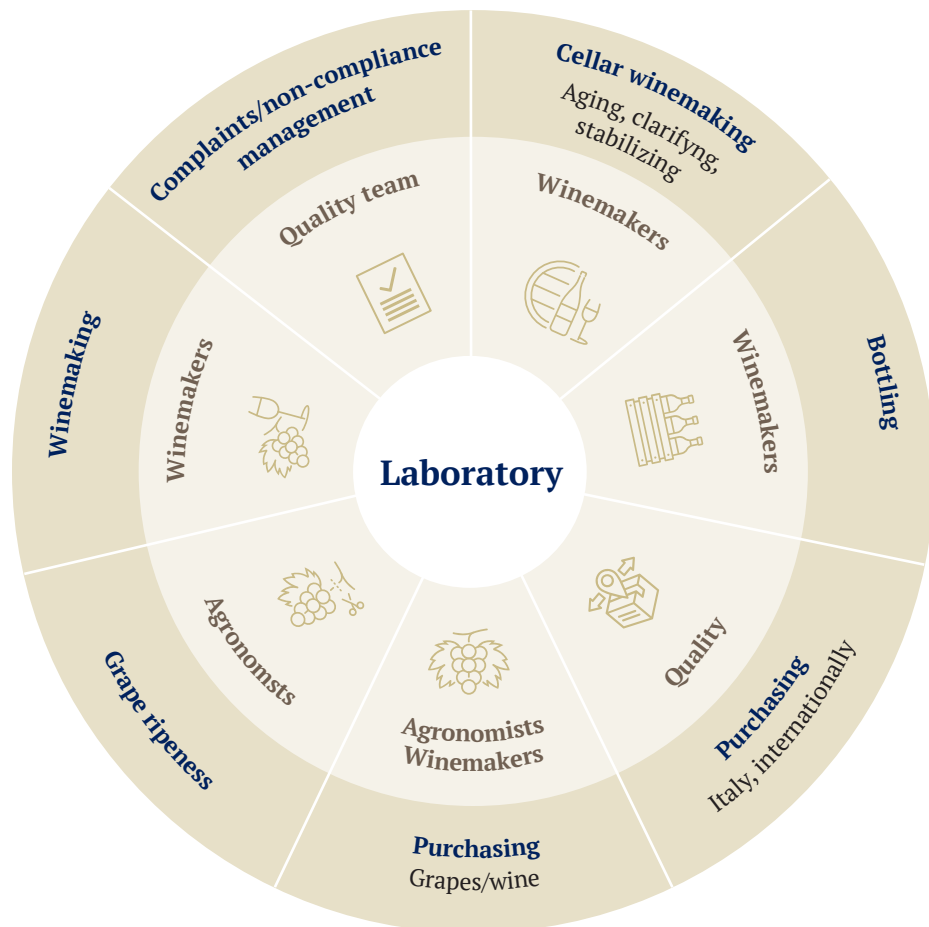 Cellar winemaking
Aging, clarifyng,
stabilizing
Winemakers
Bottling
Winemakers
Purchasing
Italy, internationally
Quality
Purchasing
Grapes/wine
Agronomists
Winemakers
Grape ripeness
Agronomsts
Winemaking
Winemakers
Complaints/non-compliance
management
Quality team
Laboratory